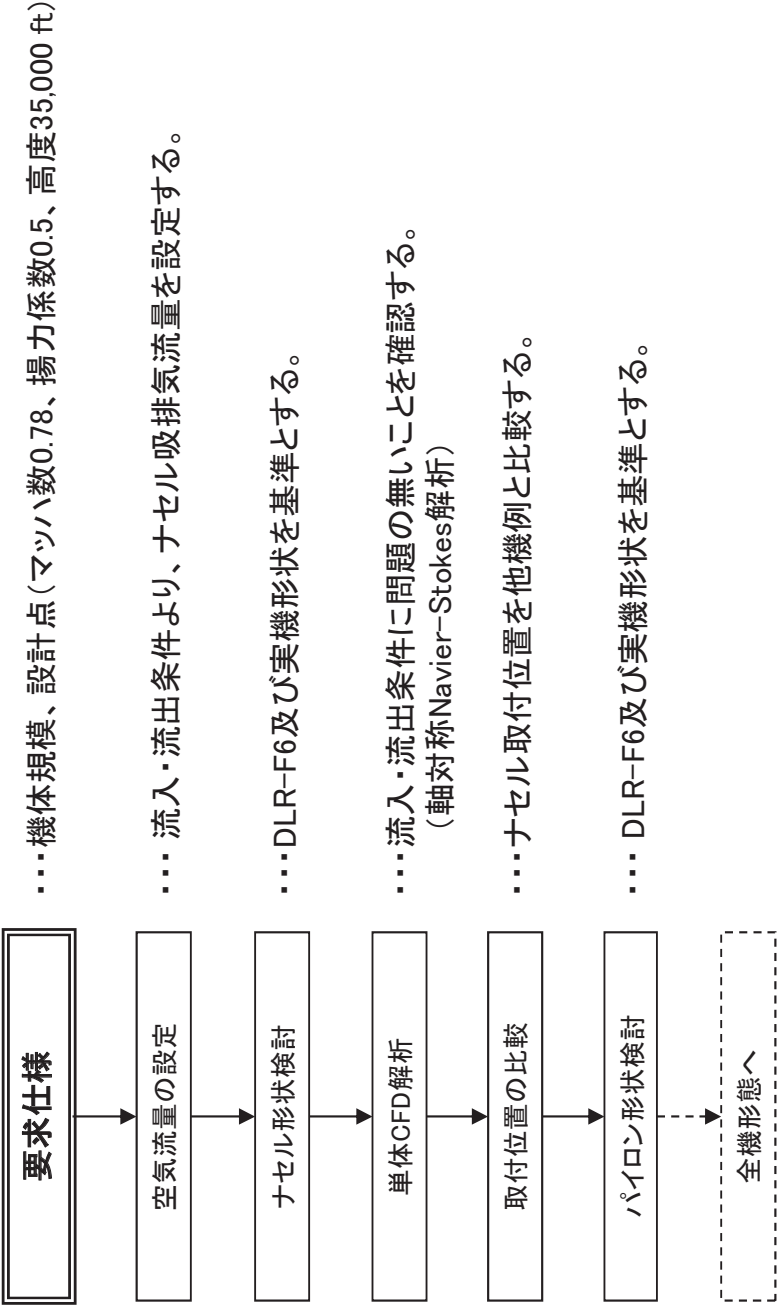 要求仕様
・・・機体規模、設計点(マッハ数0.78、揚力係数0.5、高度35,000 ft)
空気流量の設定
・・・ 流入・流出条件より、ナセル吸排気流量を設定する。
ナセル形状検討
・・・DLR-F6及び実機形状を基準とする。
単体CFD解析
・・・流入・流出条件に問題の無いことを確認する。
(軸対称Navier-Stokes解析)
取付位置の比較
・・・ナセル取付位置を他機例と比較する。
パイロン形状検討
・・・ DLR-F6及び実機形状を基準とする。
全機形態へ